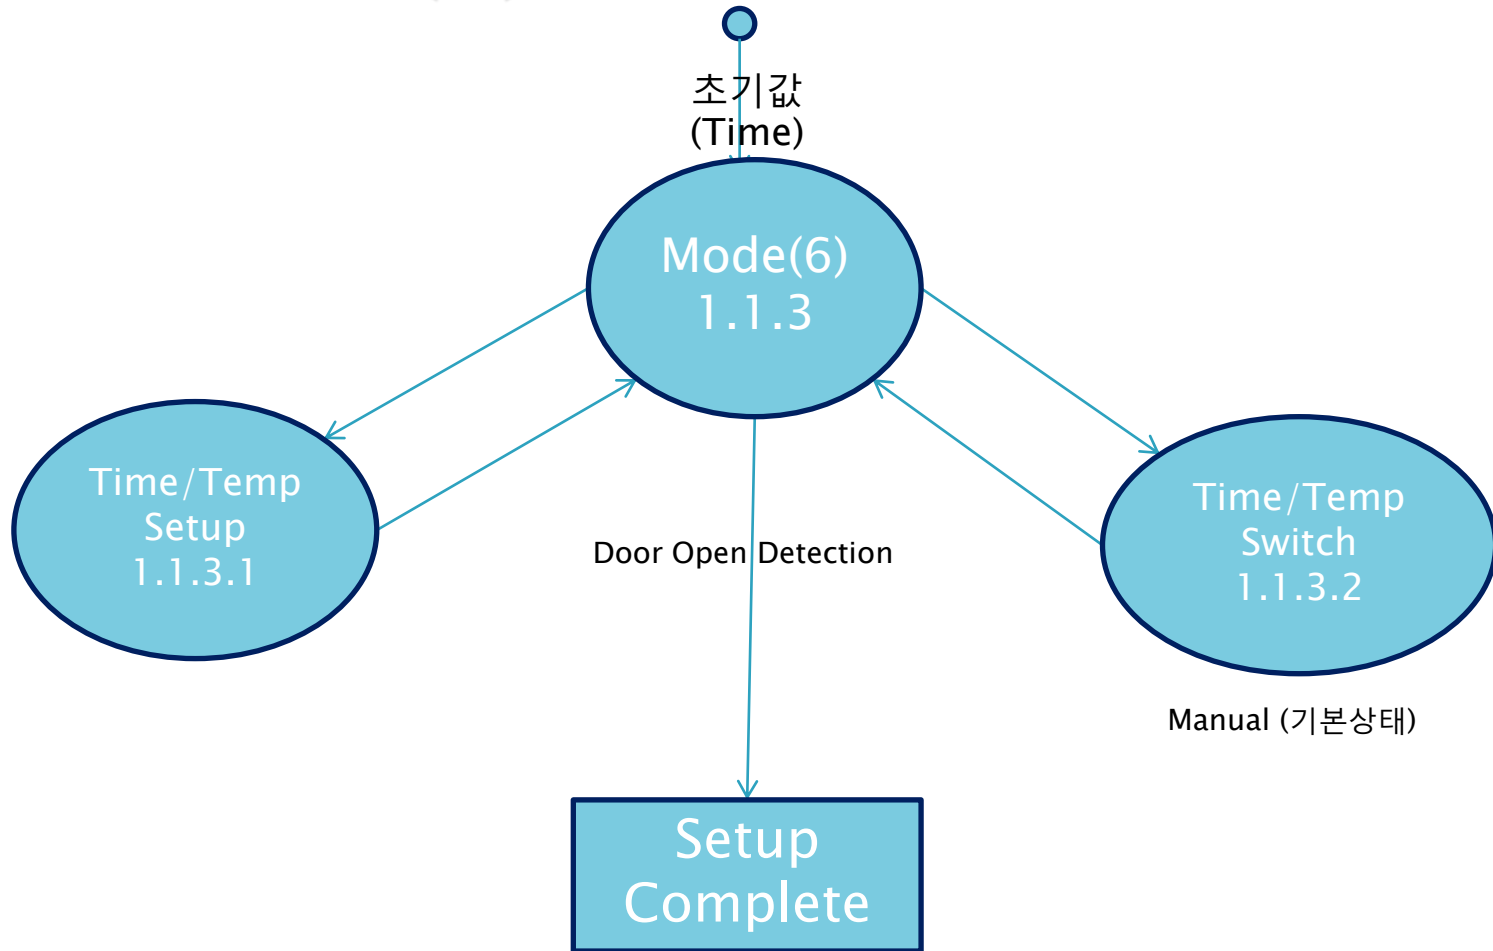 초기값
(Time)
Mode(6)
1.1.3
Time/Temp
Setup
1.1.3.1
Door Open Detection
Time/Temp
Switch
1.1.3.2
Manual (기본상태)
Setup
Complete